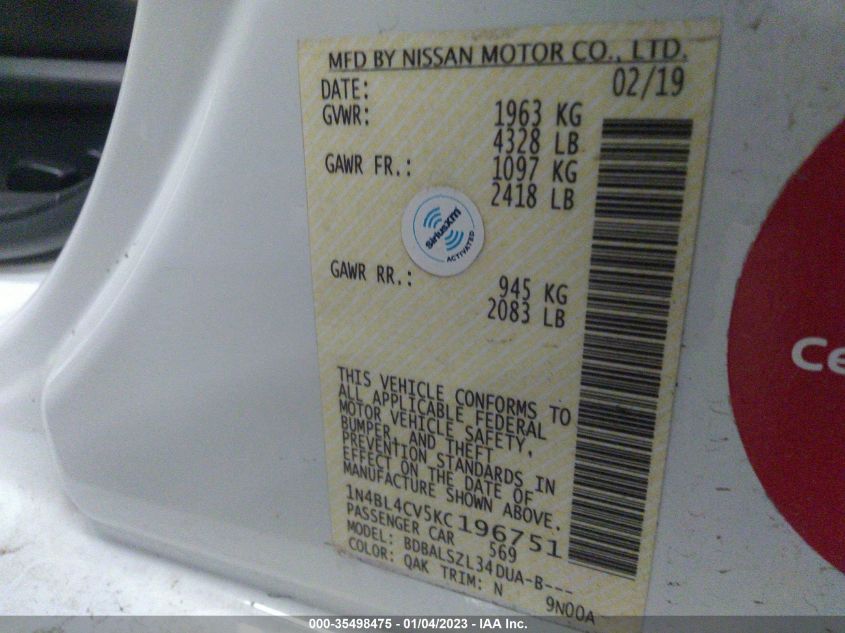 MFD BY NISSAN MOTOR CO., LTD.
DATE: 02/19
GVWR: 1963 KG
4328 LB
GAWR FR.: 1097 KG
2418 LB
siriusxm
ACTIVATED
GAWR RR.: 945 KG
2083 LB
THIS VEHICLE CONFORMS TO
ALL APPLICABLE FEDERAL
MOTOR VEHICLE SAFETY,
BUMPER, AND THEFT
PREVENTION STANDARDS IN
EFFECT ON THE DATE OF
MANUFACTURE SHOWN ABOVE.
1N4BL4CV5KC196751
PASSENGER CAR 569
MODEL: BDBALSZL34DUA-B---
COLOR: QAK TRIM: N 9N00A
Ce
000-35498475 - 01/04/2023 - IAA Inc.